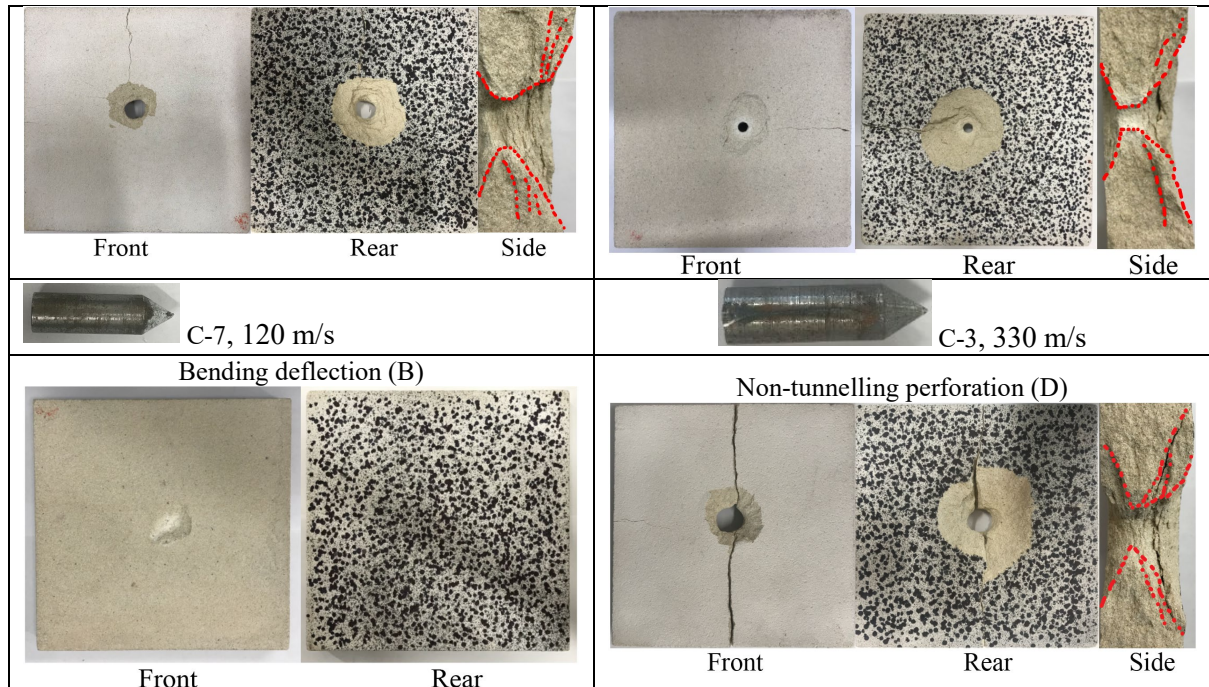 Front
Rear
Side
Front
Rear
Side
C-7, 120 m/s
C-3, 330 m/s
Bending deflection (B)
Front
Rear
Non-tunnelling perforation (D)
Front
Rear
Side